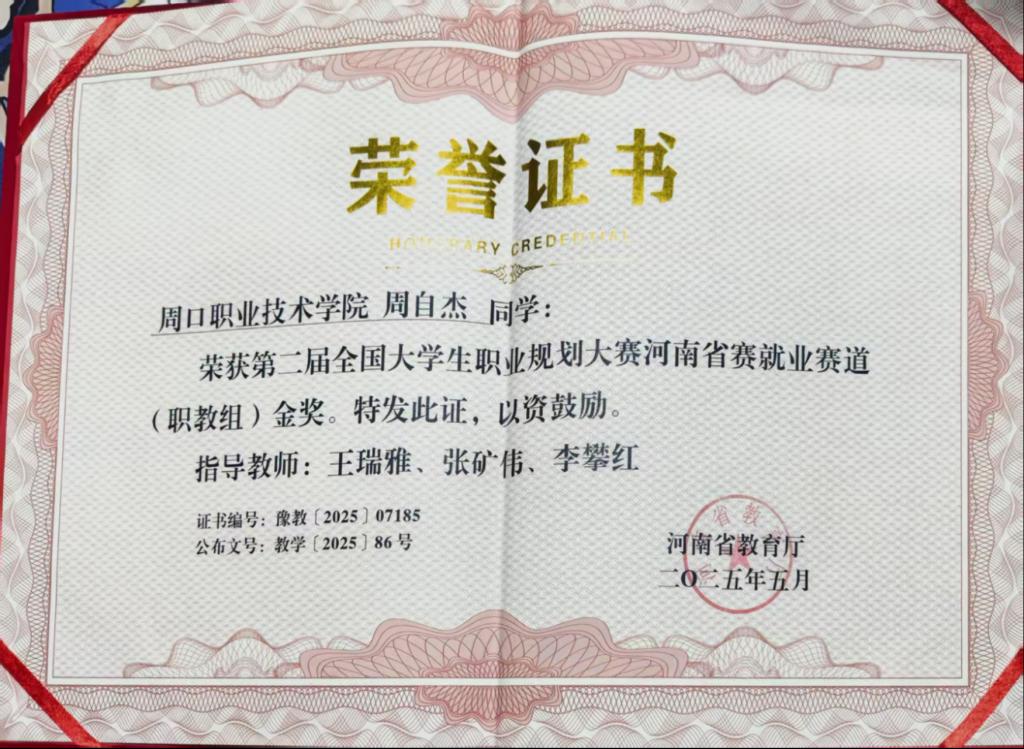 荣誉证书
HONORARY CREDENTIAL
周口职业技术学院 周自杰 同学：
荣获第二届全国大学生职业规划大赛河南省赛就业赛道
（职教组）金奖。特发此证，以资鼓励。
指导教师：王瑞雅、张矿伟、李攀红
证书编号：豫教〔2025〕07185
公布文号：教学〔2025〕86号
河南省教育厅
二〇二五年五月